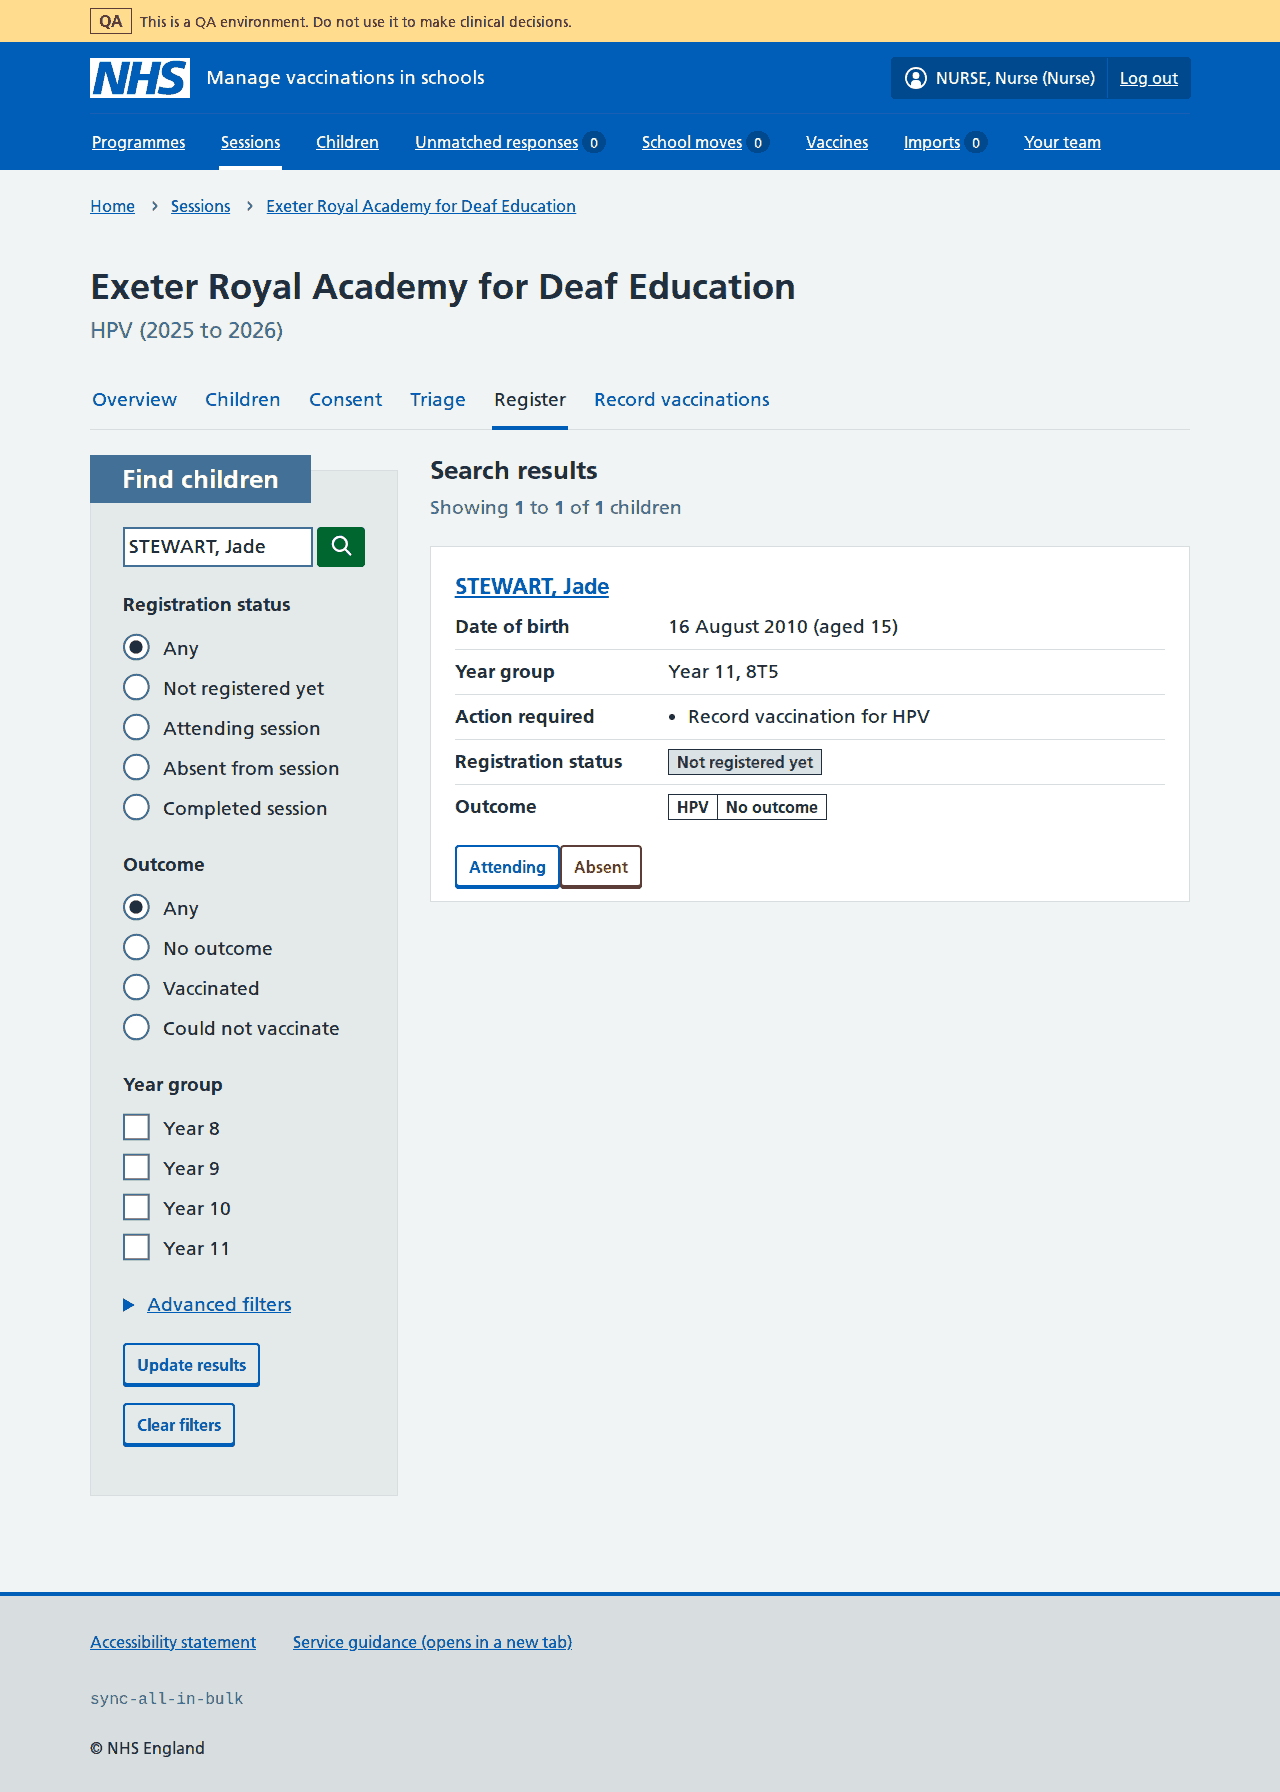 QA This is a QA environment. Do not use it to make clinical decisions.
NHS Manage vaccinations in schools NURSE, Nurse (Nurse) Log out
Programmes Sessions Children Unmatched responses 0 School moves 0 Vaccines Imports 0 Your team
Home Sessions Exeter Royal Academy for Deaf Education
Exeter Royal Academy for Deaf Education
HPV (2025 to 2026)
Overview Children Consent Triage Register Record vaccinations
Find children
STEWART, Jade
Registration status
Any
Not registered yet
Attending session
Absent from session
Completed session
Outcome
Any
No outcome
Vaccinated
Could not vaccinate
Year group
Year 8
Year 9
Year 10
Year 11
Advanced filters
Update results
Clear filters
Search results
Showing 1 to 1 of 1 children
STEWART, Jade
Date of birth 16 August 2010 (aged 15)
Year group Year 11, 8T5
Action required • Record vaccination for HPV
Registration status Not registered yet
Outcome HPV No outcome
Attending Absent
Accessibility statement Service guidance (opens in a new tab)
sync-all-in-bulk
© NHS England